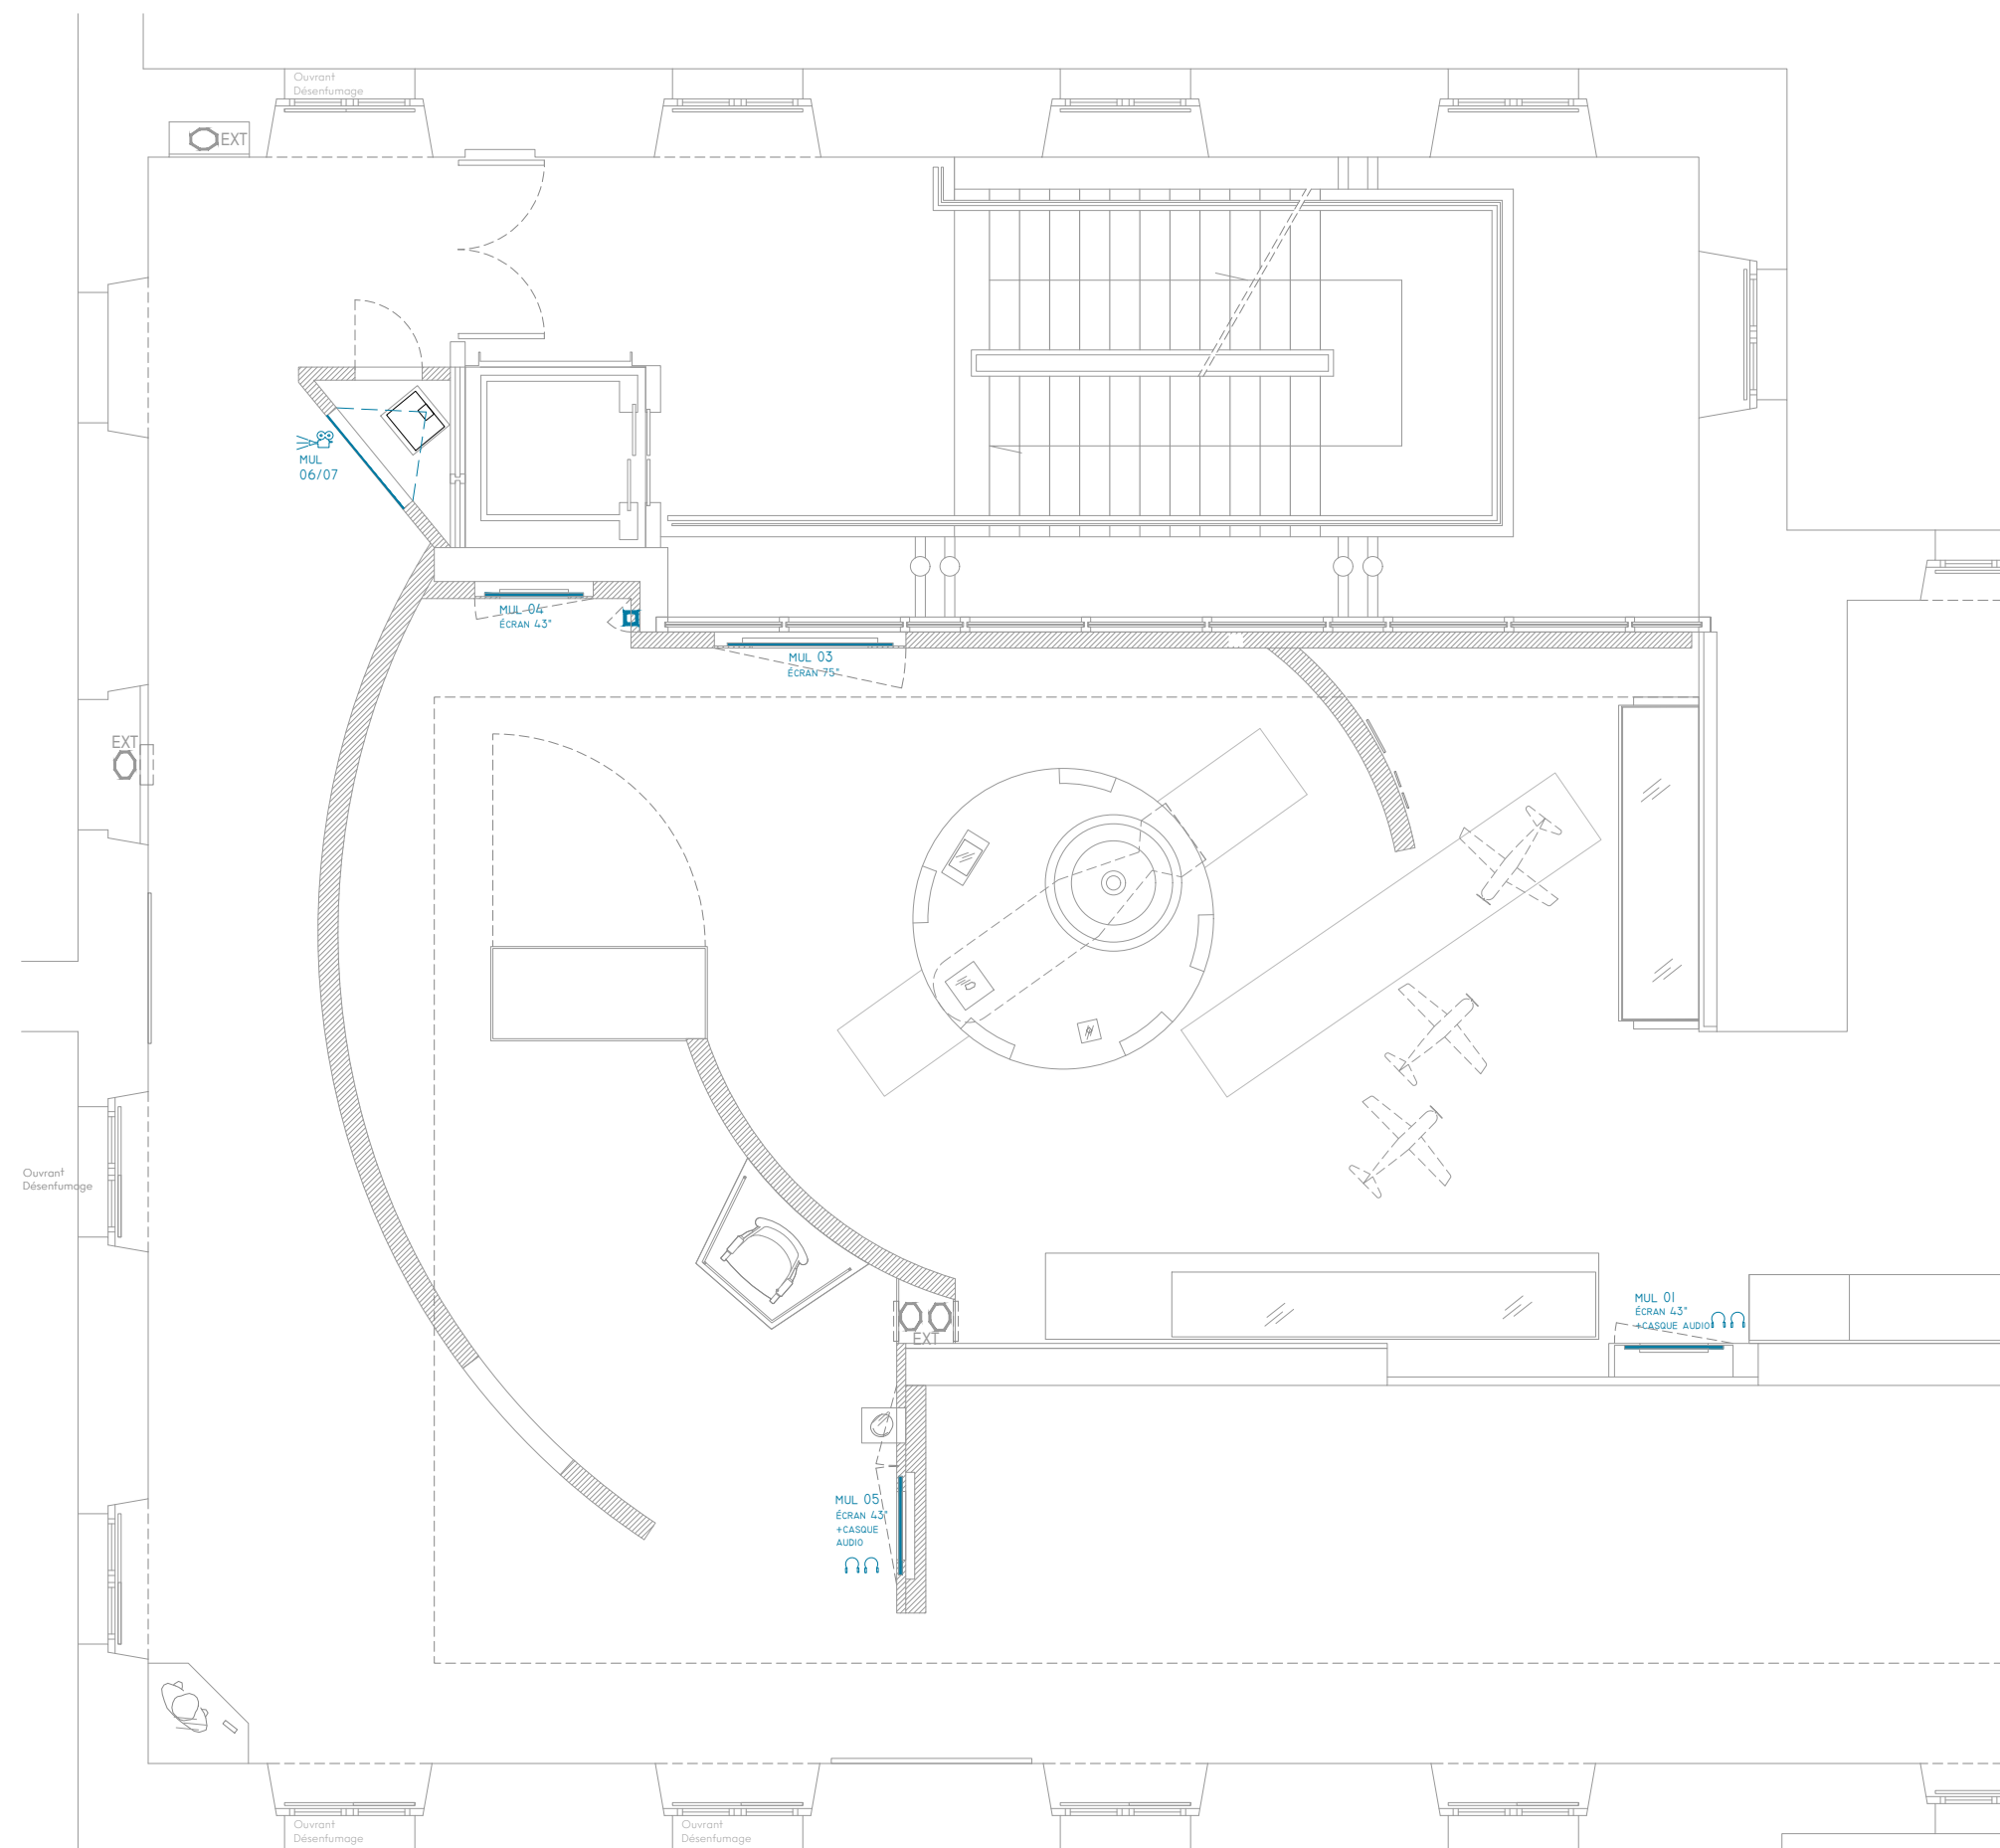 Ouvrant
Désenfumage
EXT
MUL
06/07
MUL 04
ÉCRAN 43"
MUL 03
ÉCRAN 75"
EXT
Ouvrant
Désenfumage
MUL 01
ÉCRAN 43"
+CASQUE AUDIO
EXT
MUL 05
ÉCRAN 43"
+CASQUE
AUDIO
Ouvrant
Désenfumage
Ouvrant
Désenfumage